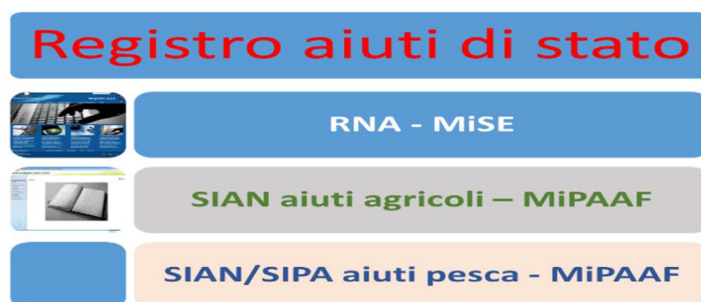 Registro aiuti di stato
RNA - MiSE
SIAN aiuti agricoli – MiPAAF
SIAN/SIPA aiuti pesca - MiPAAF